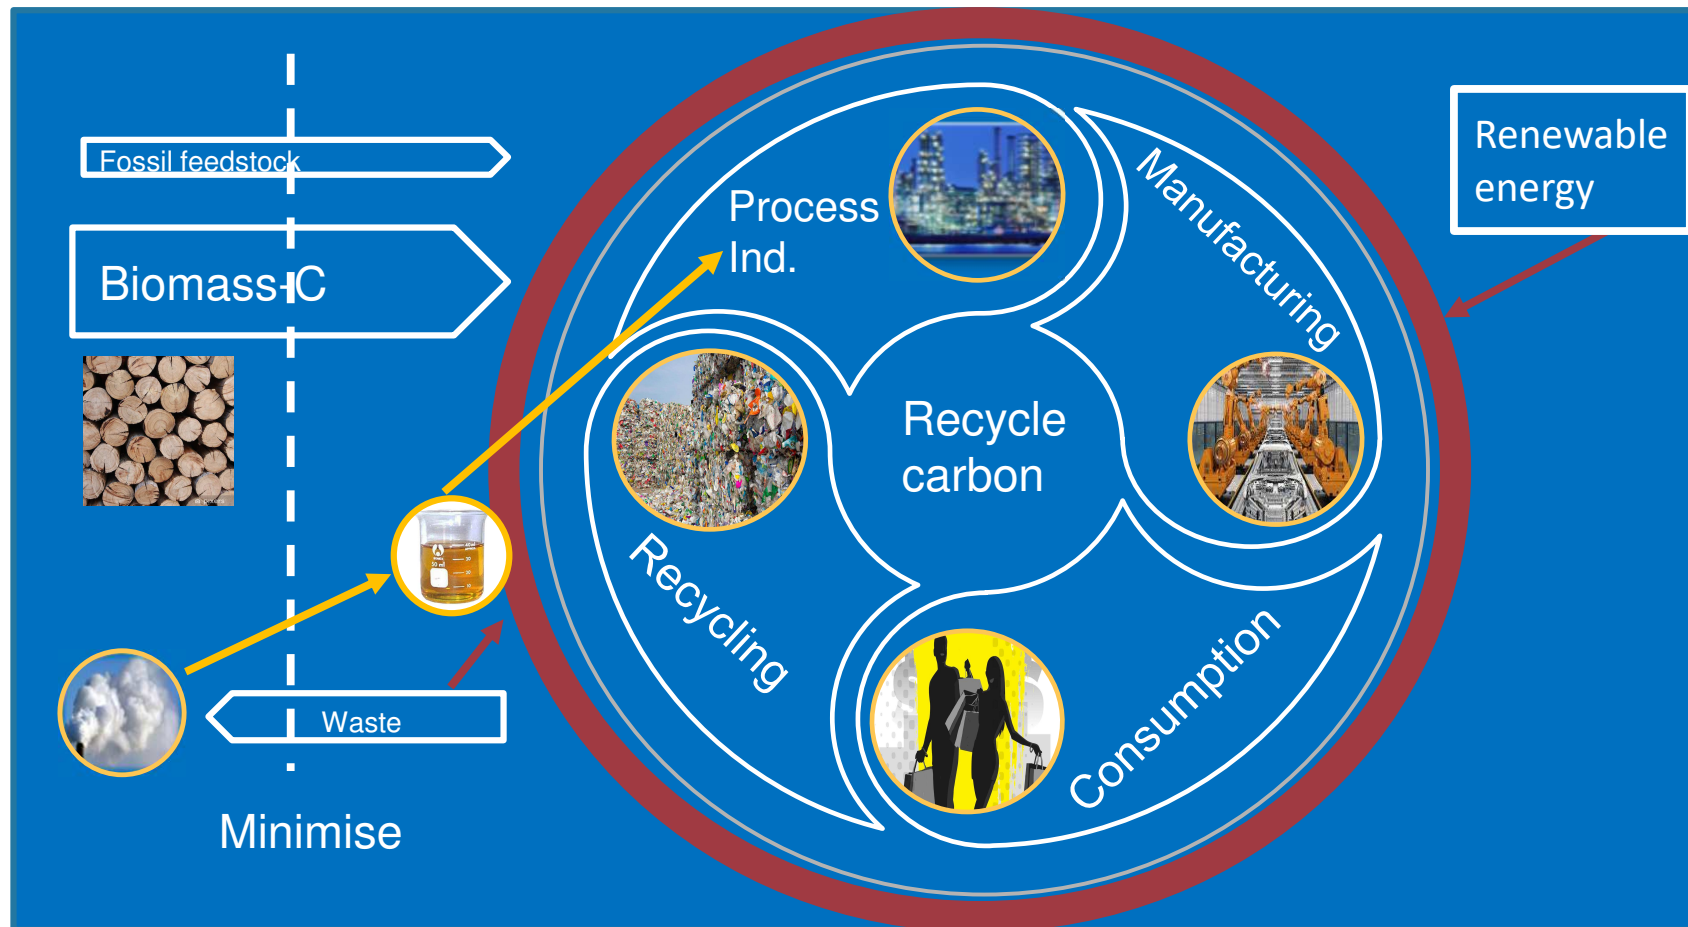 Fossil feedstock
Biomass-C
Waste
Minimise
Process
Ind.
Manufacturing
Recycle
carbon
Recycling
Consumption
Renewable
energy